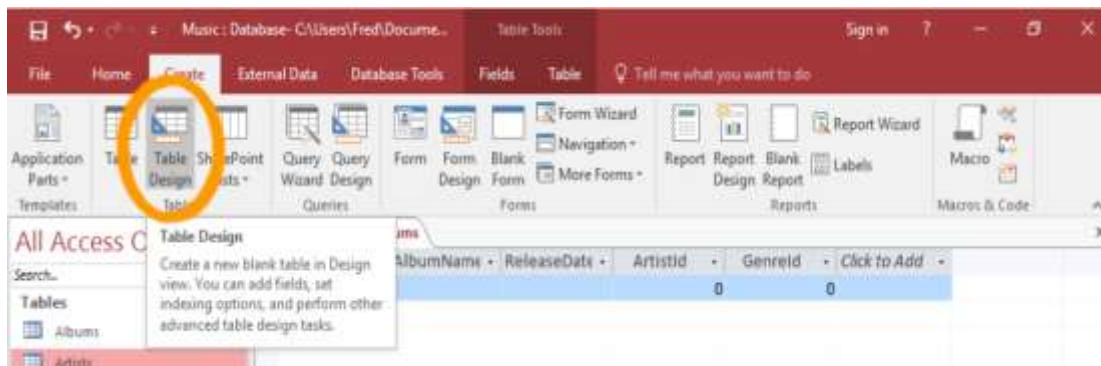 Music : Database- C:\Users\Fred\Docume...
Table Tools
Sign in ?
File Home Create External Data Database Tools Fields Table Tell me what you want to do
Application Parts
Table
Table Design
SharePoint
Query Wizard
Query Design
Form
Form Design
Blank Form
Form Wizard
Navigation
More Forms
Report
Report Design
Blank Report
Report Wizard
Labels
Macro
Templates
Queries
Forms
Reports
Macros & Code
All Access O
Search...
Tables
Albums
Artists
Table Design
Create a new blank table in Design
view. You can add fields, set
indexing options, and perform other
advanced table design tasks.
AlbumName ReleaseDate ArtistId GenreId Click to Add
0 0